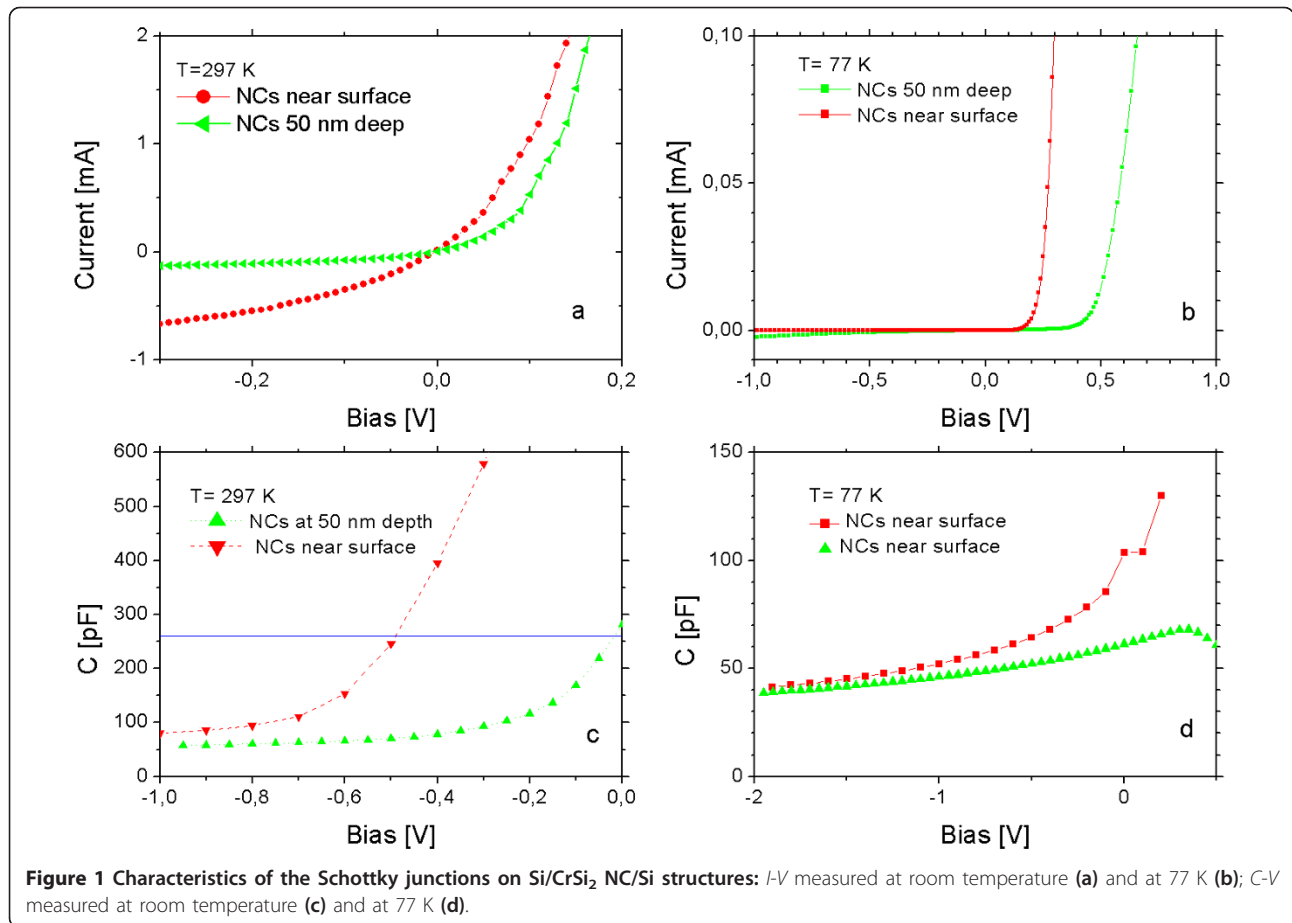 2
1
0
-1
Current [mA]
T=297 K
NCs near surface
NCs 50 nm deep
a
-0,2
0,0
0,2
Bias [V]
0,10
0,05
0,00
Current [mA]
T= 77 K
NCs 50 nm deep
NCs near surface
b
-1,0
-0,5
0,0
0,5
1,0
Bias [V]
600
500
400
300
200
100
0
C [pF]
T= 297 K
NCs at 50 nm depth
NCs near surface
c
-1,0
-0,8
-0,6
-0,4
-0,2
0,0
Bias [V]
150
100
50
0
C [pF]
T= 77 K
NCs near surface
NCs near surface
d
-2
-1
0
Bias [V]
Figure 1 Characteristics of the Schottky junctions on Si/CrSi₂ NC/Si structures: I-V measured at room temperature (a) and at 77 K (b); C-V
measured at room temperature (c) and at 77 K (d).